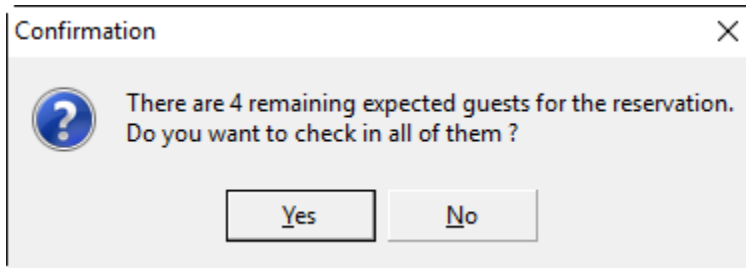 Confirmation
There are 4 remaining expected guests for the reservation.
Do you want to check in all of them ?
Yes
No